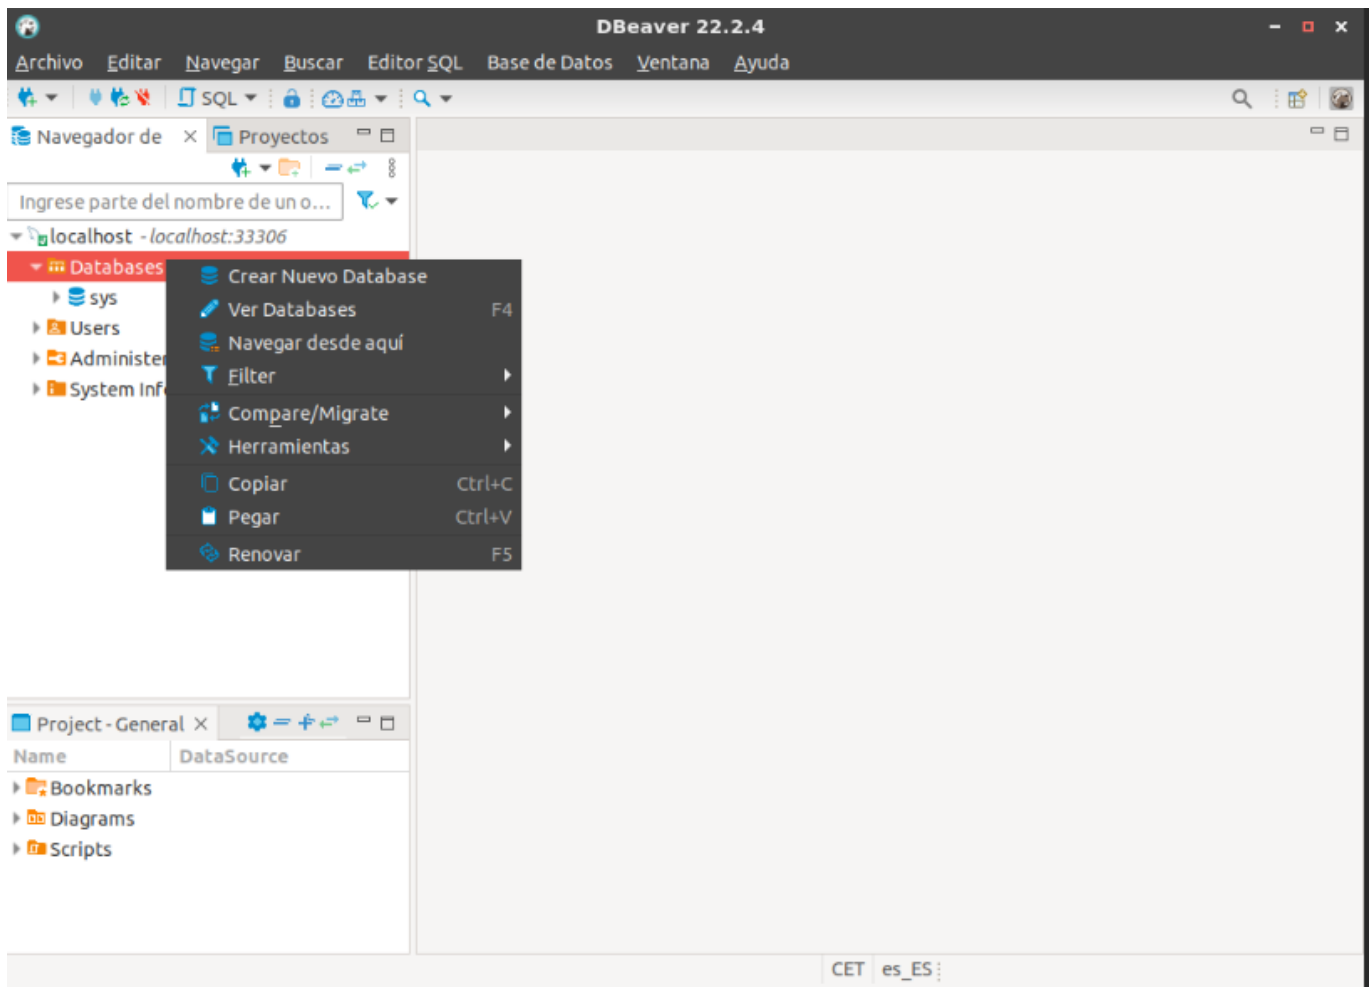 DBeaver 22.2.4
Archivo Editar Navegar Buscar Editor SQL Base de Datos Ventana Ayuda
SQL
Navegador de Proyectos
Ingrese parte del nombre de un o...
localhost - localhost:33306
Databases
sys
Users
Administer
System Inf
Crear Nuevo Database
Ver Databases F4
Navegar desde aquí
Filter
Compare/Migrate
Herramientas
Copiar Ctrl+C
Pegar Ctrl+V
Renovar F5
Project - General
Name DataSource
Bookmarks
Diagrams
Scripts
CET es_ES